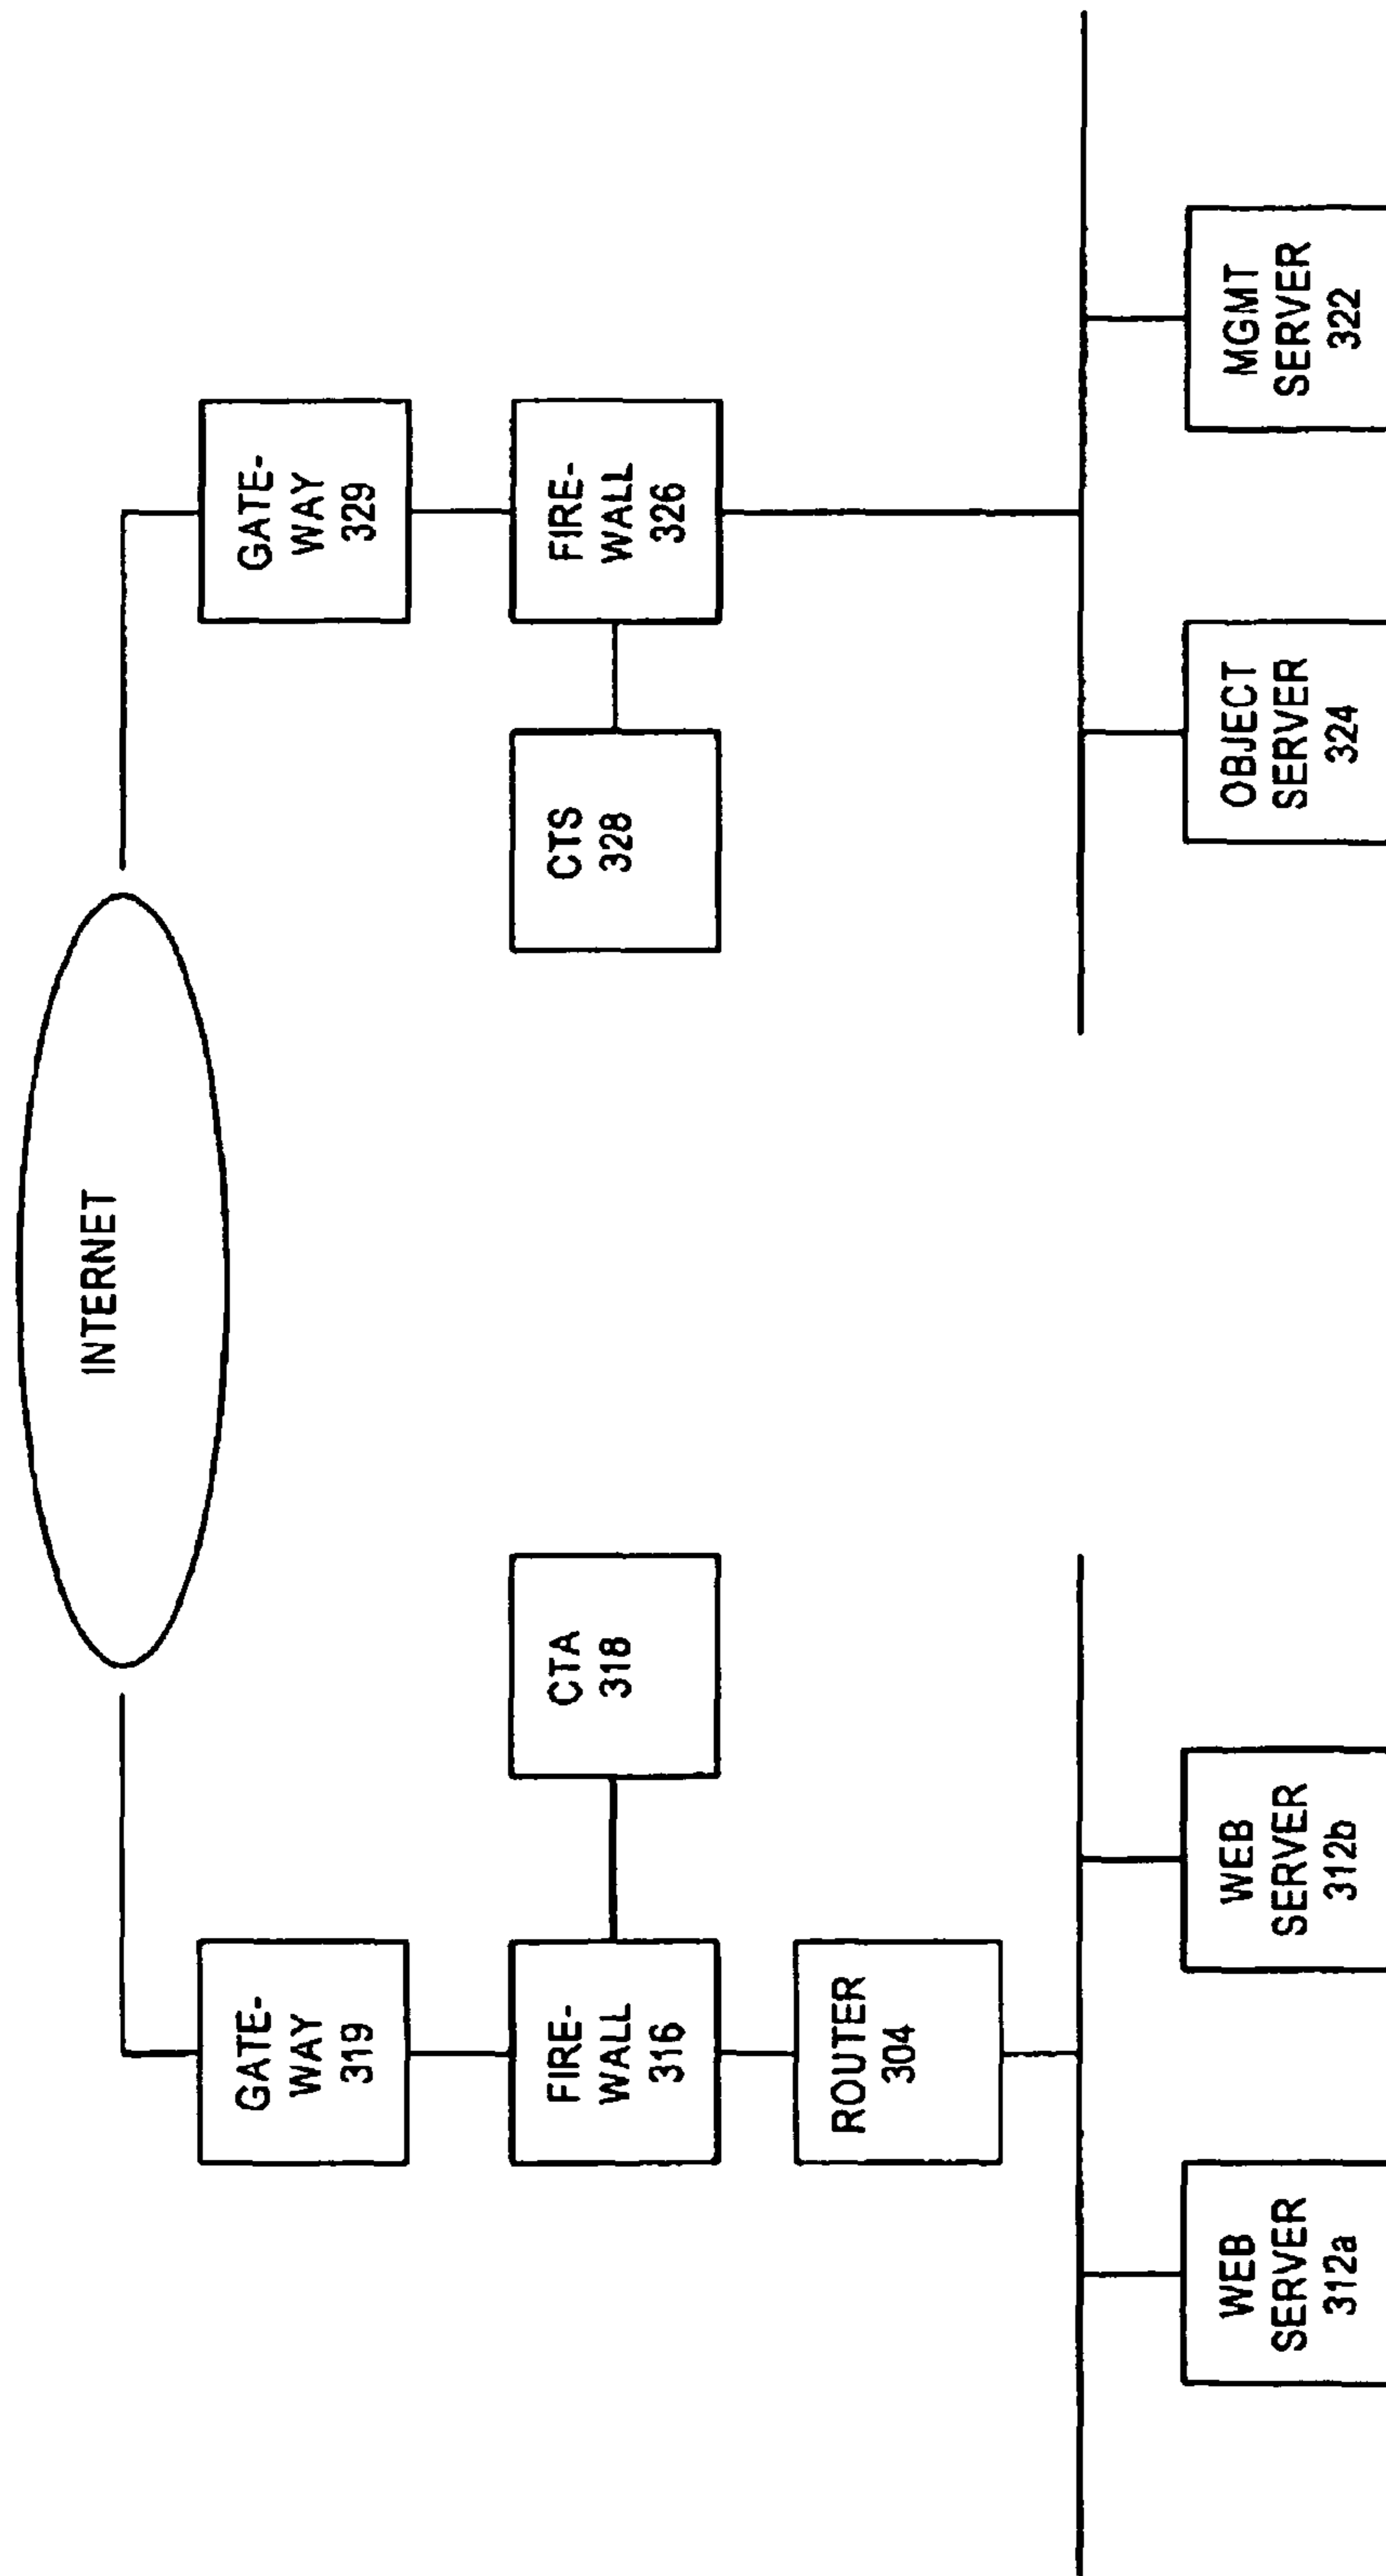 INTERNET
GATE-
WAY
319
GATE-
WAY
329
FIRE-
WALL
316
CTA
318
CTS
328
FIRE-
WALL
326
ROUTER
304
WEB
SERVER
312a
WEB
SERVER
312b
OBJECT
SERVER
324
MGMT
SERVER
322